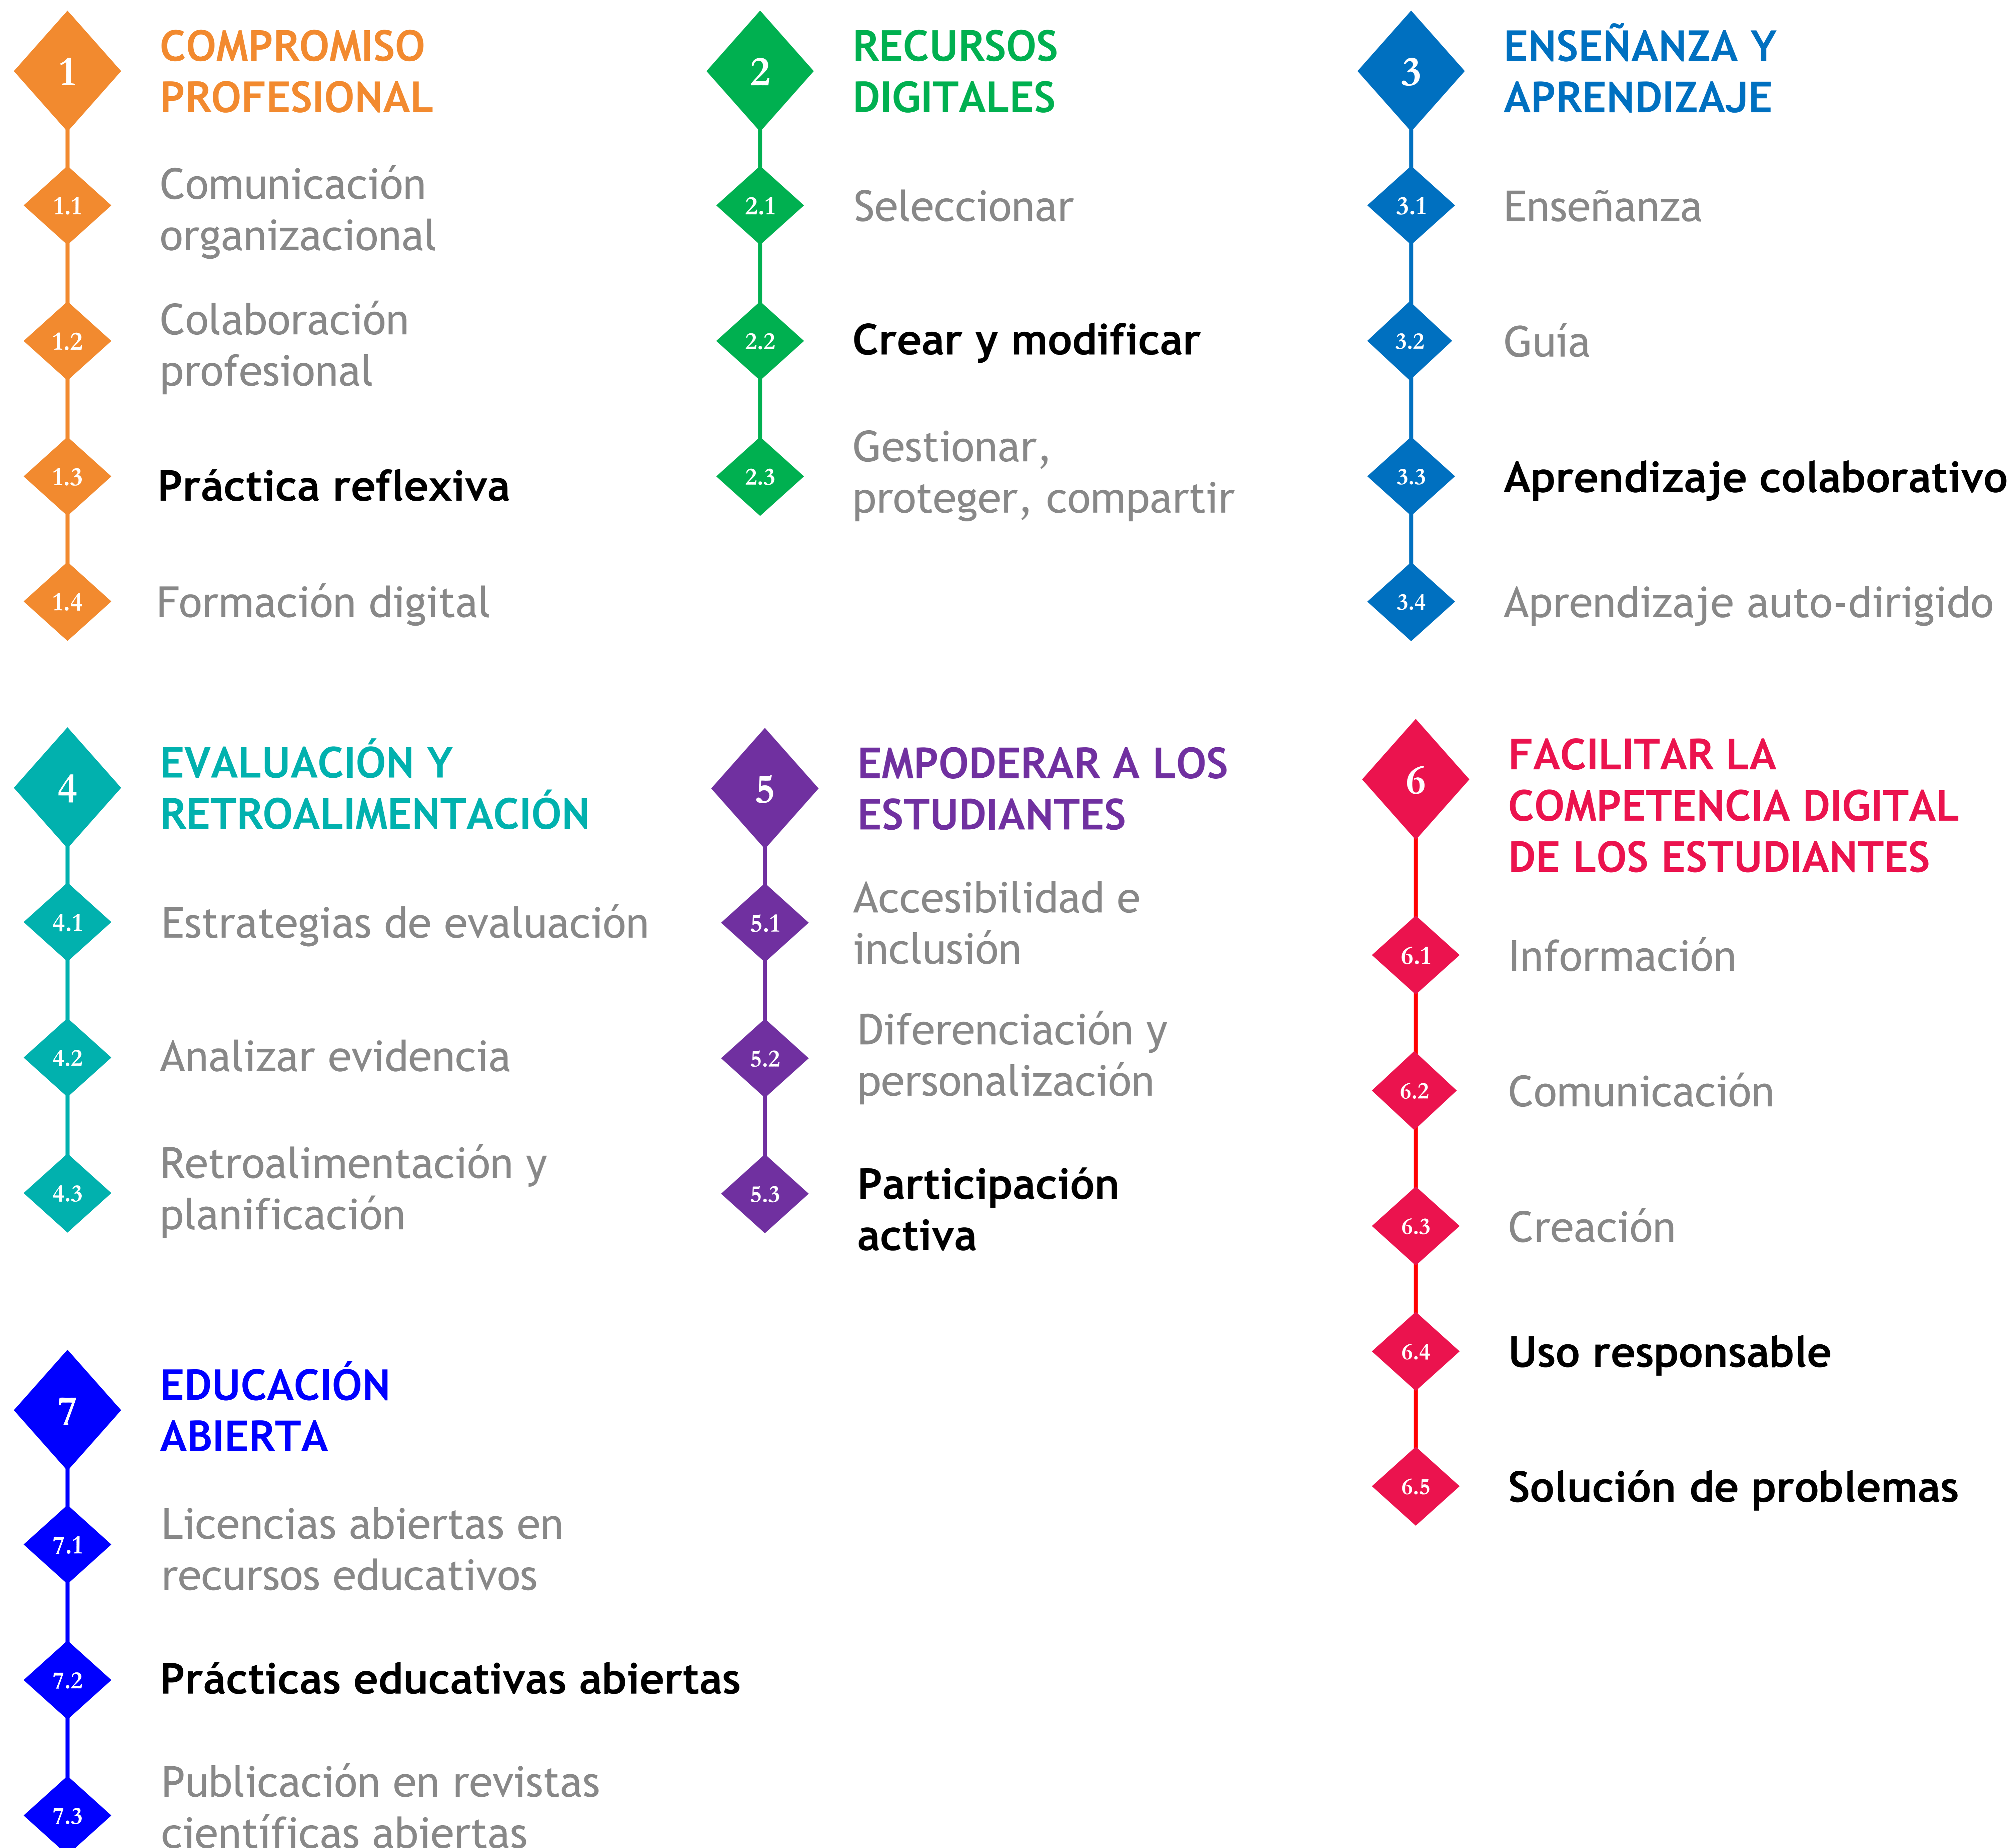 1
COMPROMISO
PROFESIONAL
1.1
Comunicación
organizacional
1.2
Colaboración
profesional
1.3
Práctica reflexiva
1.4
Formación digital
2
RECURSOS
DIGITALES
2.1
Seleccionar
2.2
Crear y modificar
2.3
Gestionar,
proteger, compartir
3
ENSEÑANZA Y
APRENDIZAJE
3.1
Enseñanza
3.2
Guía
3.3
Aprendizaje colaborativo
3.4
Aprendizaje auto-dirigido
4
EVALUACIÓN Y
RETROALIMENTACIÓN
4.1
Estrategias de evaluación
4.2
Analizar evidencia
4.3
Retroalimentación y
planificación
5
EMPODERAR A LOS
ESTUDIANTES
5.1
Accesibilidad e
inclusión
5.2
Diferenciación y
personalización
5.3
Participación
activa
6
FACILITAR LA
COMPETENCIA DIGITAL
DE LOS ESTUDIANTES
6.1
Información
6.2
Comunicación
6.3
Creación
6.4
Uso responsable
6.5
Solución de problemas
7
EDUCACIÓN
ABIERTA
7.1
Licencias abiertas en
recursos educativos
7.2
Prácticas educativas abiertas
7.3
Publicación en revistas
científicas abiertas